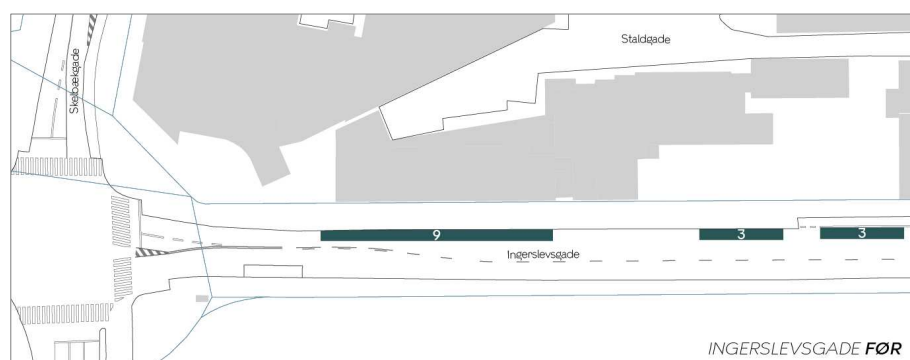 Staldgade
Skelbækgade
9
3
3
Ingerslevsgade
INGERSLEVSGADE FØR